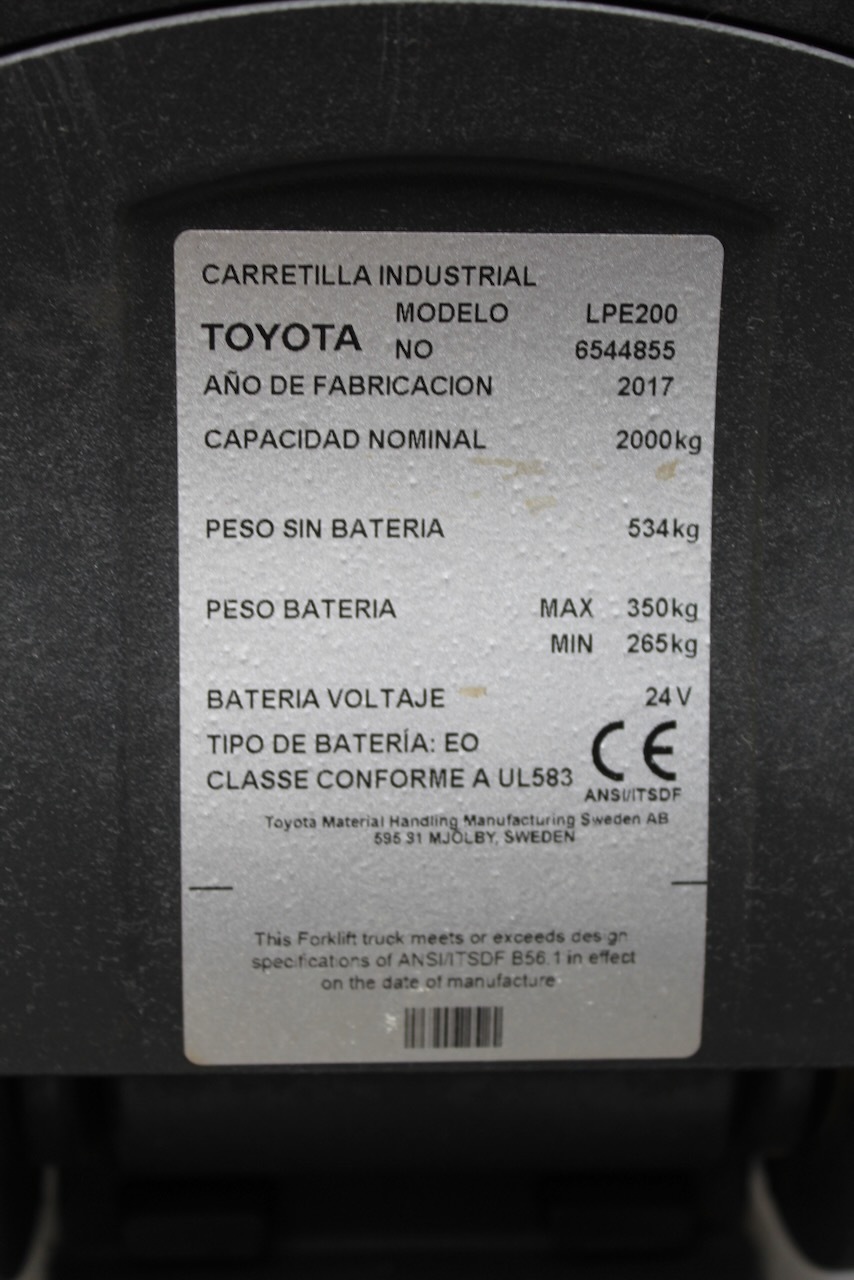 CARRETILLA INDUSTRIAL
MODELO LPE200
TOYOTA
NO 6544855
AÑO DE FABRICACION 2017
CAPACIDAD NOMINAL 2000kg
PESO SIN BATERIA 534kg
PESO BATERIA MAX 350kg
MIN 265kg
BATERIA VOLTAJE 24V
TIPO DE BATERÍA: EO
CE
CLASSE CONFORME A UL583
ANSI/ITSDF
Toyota Material Handling Manufacturing Sweden AB
595 31 MJÖLBY, SWEDEN
This Forklift truck meets or exceeds design
specifications of ANSI/ITSDF B56.1 in effect
on the date of manufacture